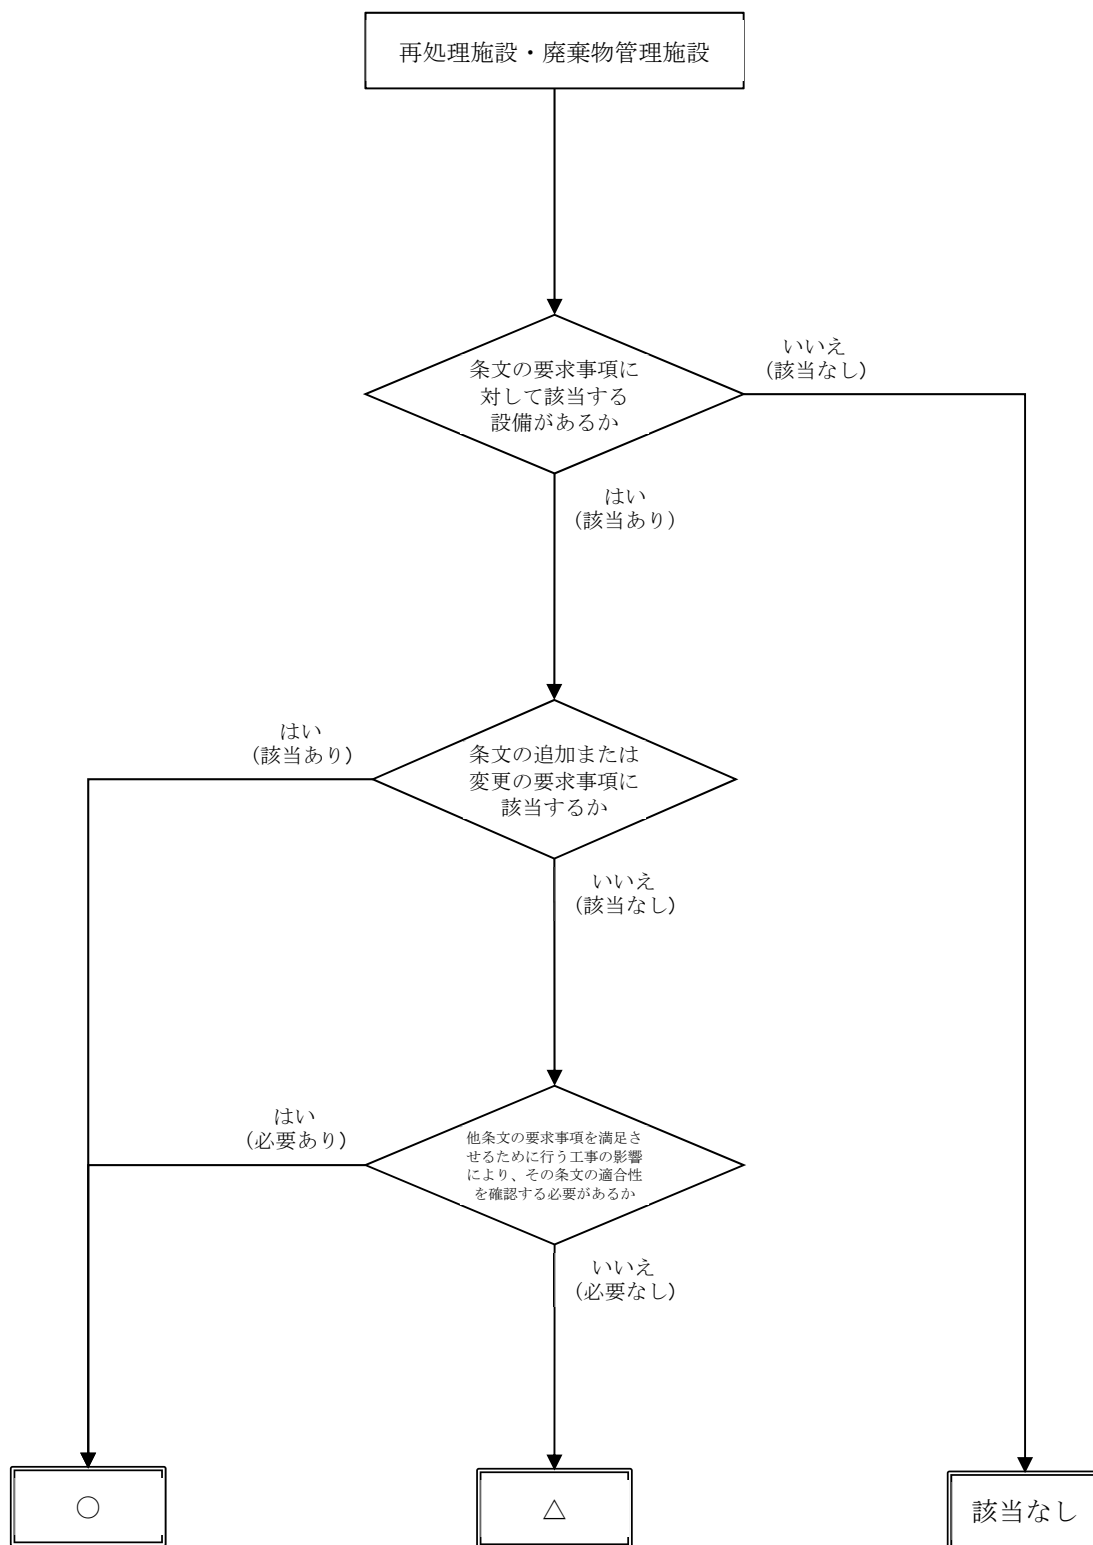 再処理施設・廃棄物管理施設
条文の要求事項に
対して該当する
設備があるか
いいえ
(該当なし)
はい
(該当あり)
条文の追加または
変更の要求事項に
該当するか
はい
(該当あり)
いいえ
(該当なし)
他条文の要求事項を満足さ
せるために行う工事の影響
により、その条文の適合性
を確認する必要があるか
はい
(必要あり)
いいえ
(必要なし)
○
△
該当なし